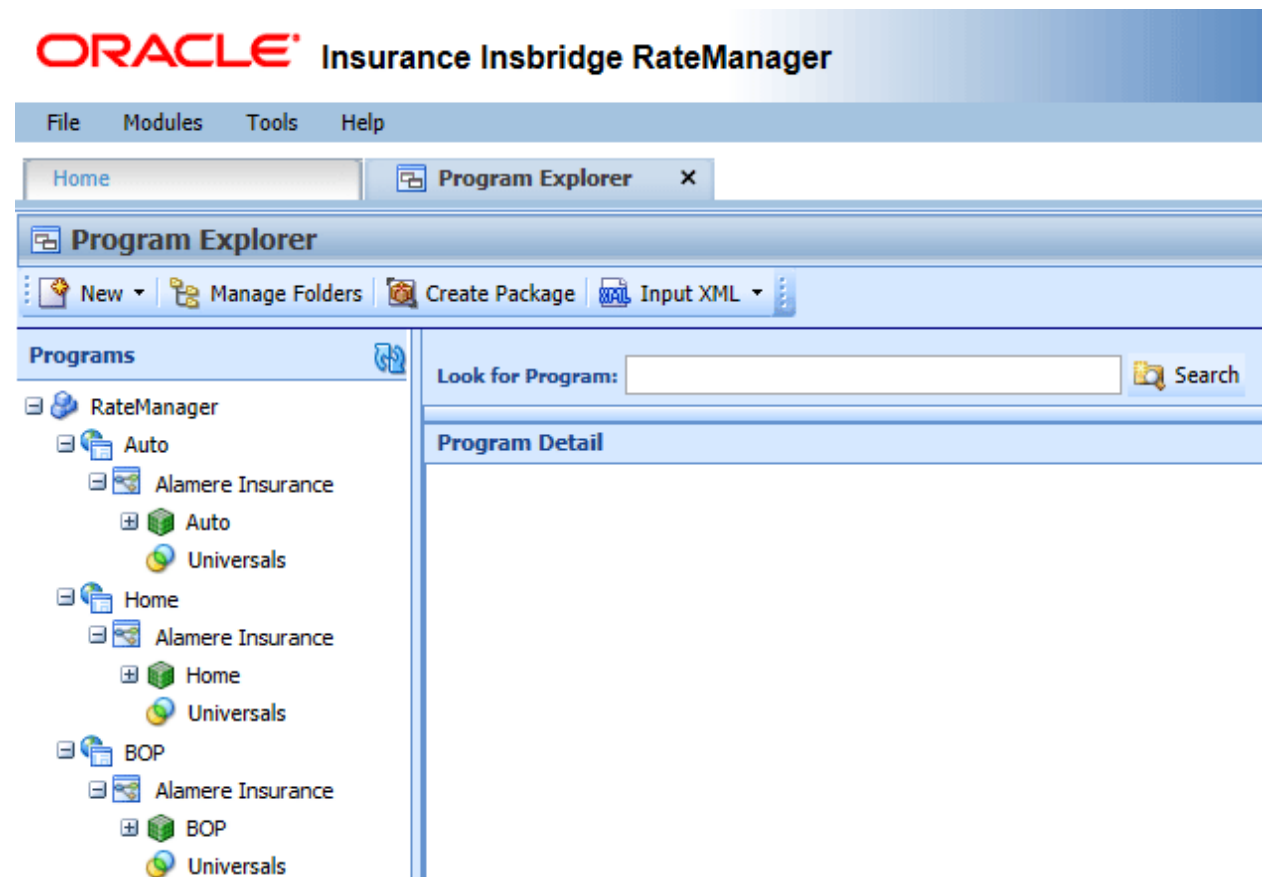 ORACLE Insurance Insbridge RateManager
File Modules Tools Help
Home Program Explorer ×
Program Explorer
New Manage Folders Create Package XML Input XML
Programs
Look for Program: Search
RateManager
Program Detail
Auto
Alamere Insurance
Auto
Universals
Home
Alamere Insurance
Home
Universals
BOP
Alamere Insurance
BOP
Universals